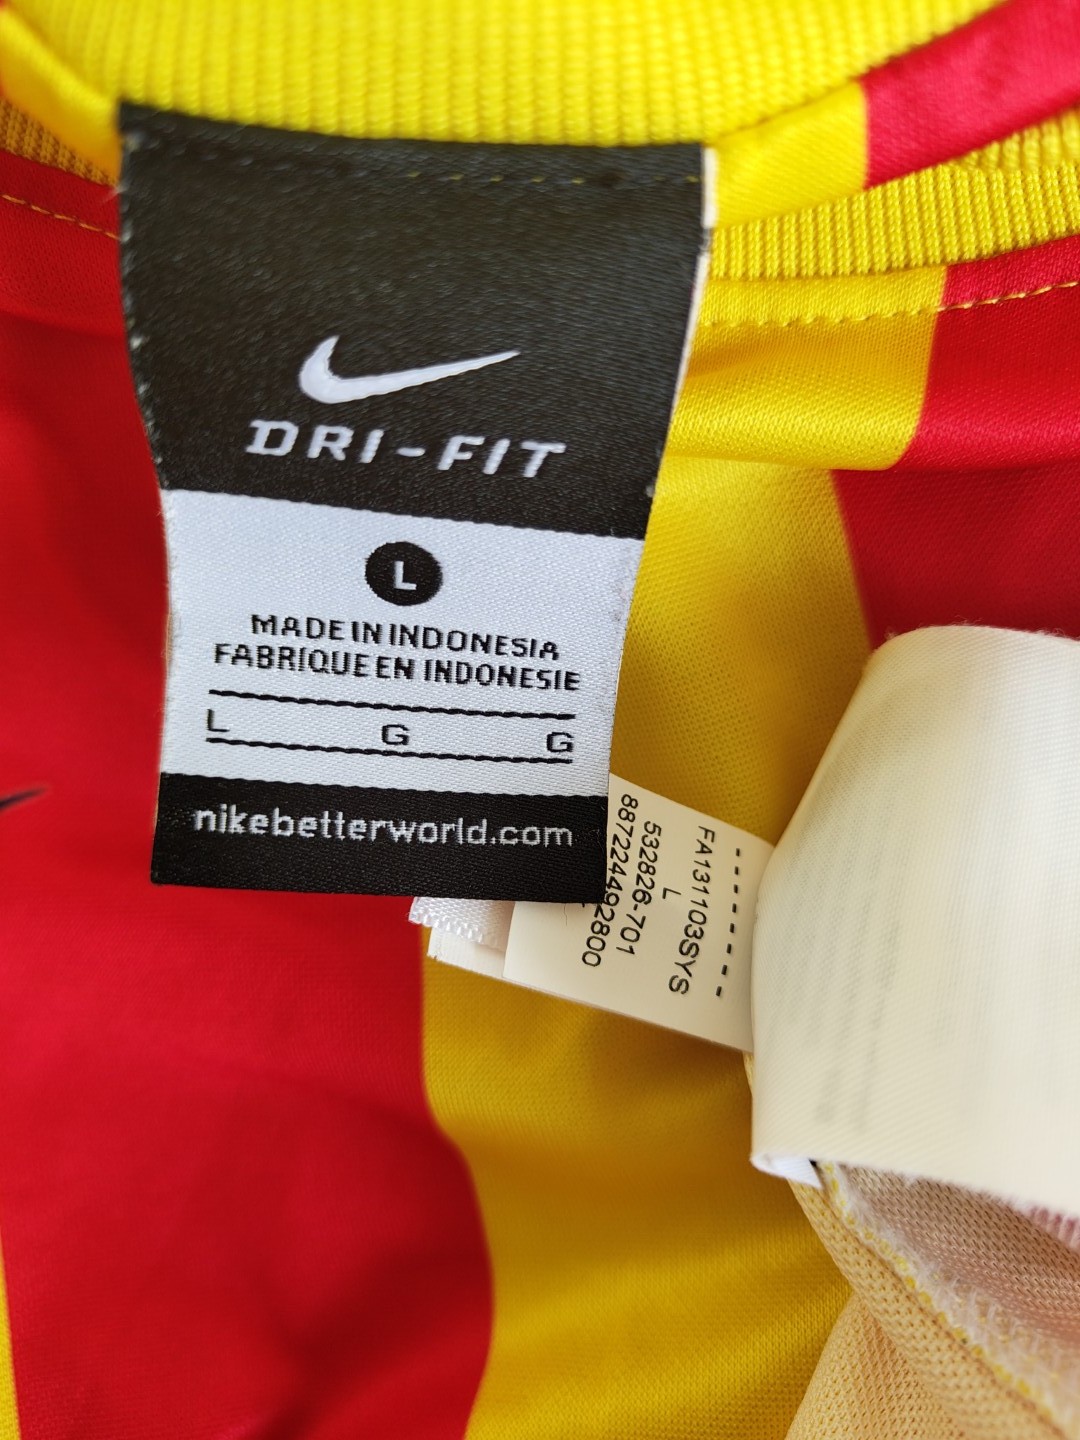 DRI-FIT
L
MADE IN INDONESIA
FABRIQUE EN INDONESIE
L G G
nikebetterworld.com
FA131103SYS
L
532826-701
887224492800